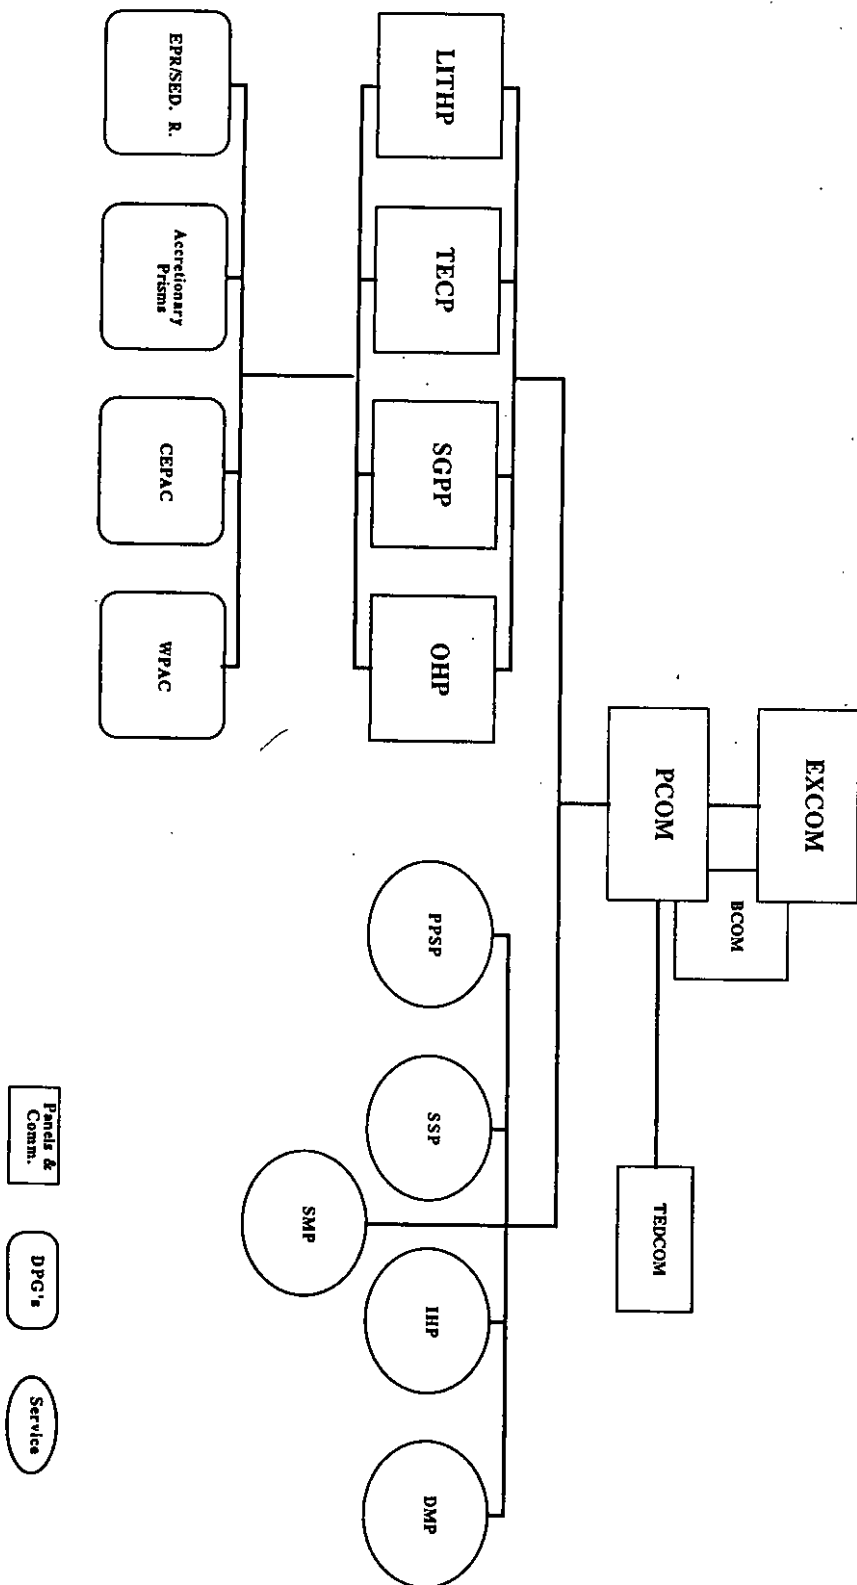 EXCOM
PCOM
BCOM
TEDCOM
LITHP
TECP
SGPP
OHP
PPSP
SSP
IHP
DMP
SMP
EPR/SED. R.
Accretionary
Prisms
CEPAC
WPAC
Panels &
Comm.
DPG's
Service